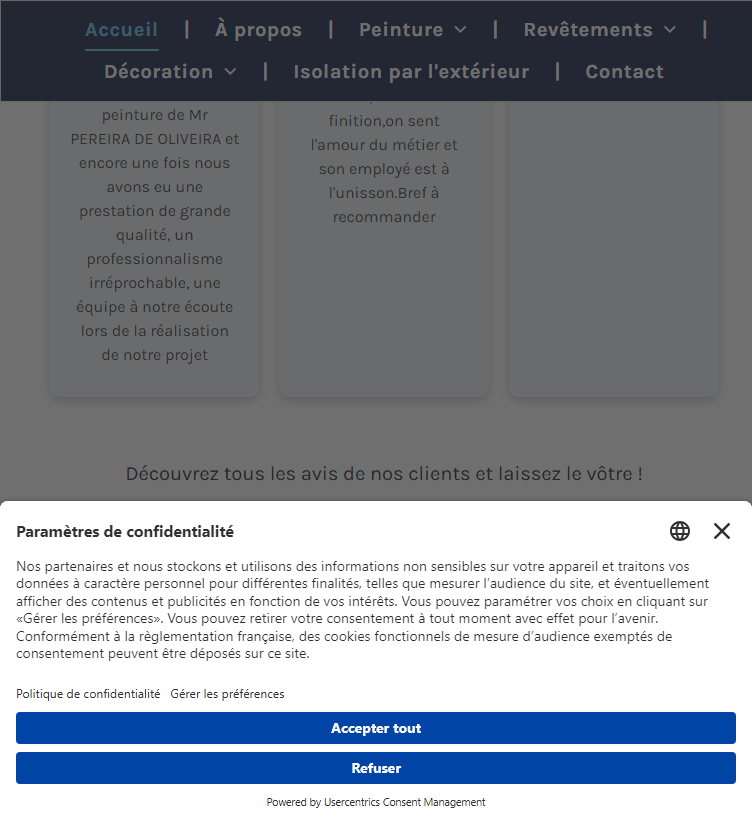 Accueil | À propos | Peinture | Revêtements |
Décoration | Isolation par l'extérieur | Contact
peinture de Mr
PEREIRA DE OLIVEIRA et
encore une fois nous
avons eu une
prestation de grande
qualité, un
professionnalisme
irréprochable, une
équipe à notre écoute
lors de la réalisation
de notre projet
finition,on sent
l'amour du métier et
son employé est à
l'unisson.Bref à
recommander
Découvrez tous les avis de nos clients et laissez le vôtre !
Paramètres de confidentialité
Nos partenaires et nous stockons et utilisons des informations non sensibles sur votre appareil et traitons vos
données à caractère personnel pour différentes finalités, telles que mesurer l’audience du site, et éventuellement
afficher des contenus et publicités en fonction de vos intérêts. Vous pouvez paramétrer vos choix en cliquant sur
«Gérer les préférences». Vous pouvez retirer votre consentement à tout moment avec effet pour l’avenir.
Conformément à la règlementation française, des cookies fonctionnels de mesure d’audience exemptés de
consentement peuvent être déposés sur ce site.
Politique de confidentialité Gérer les préférences
Accepter tout
Refuser
Powered by Usercentrics Consent Management